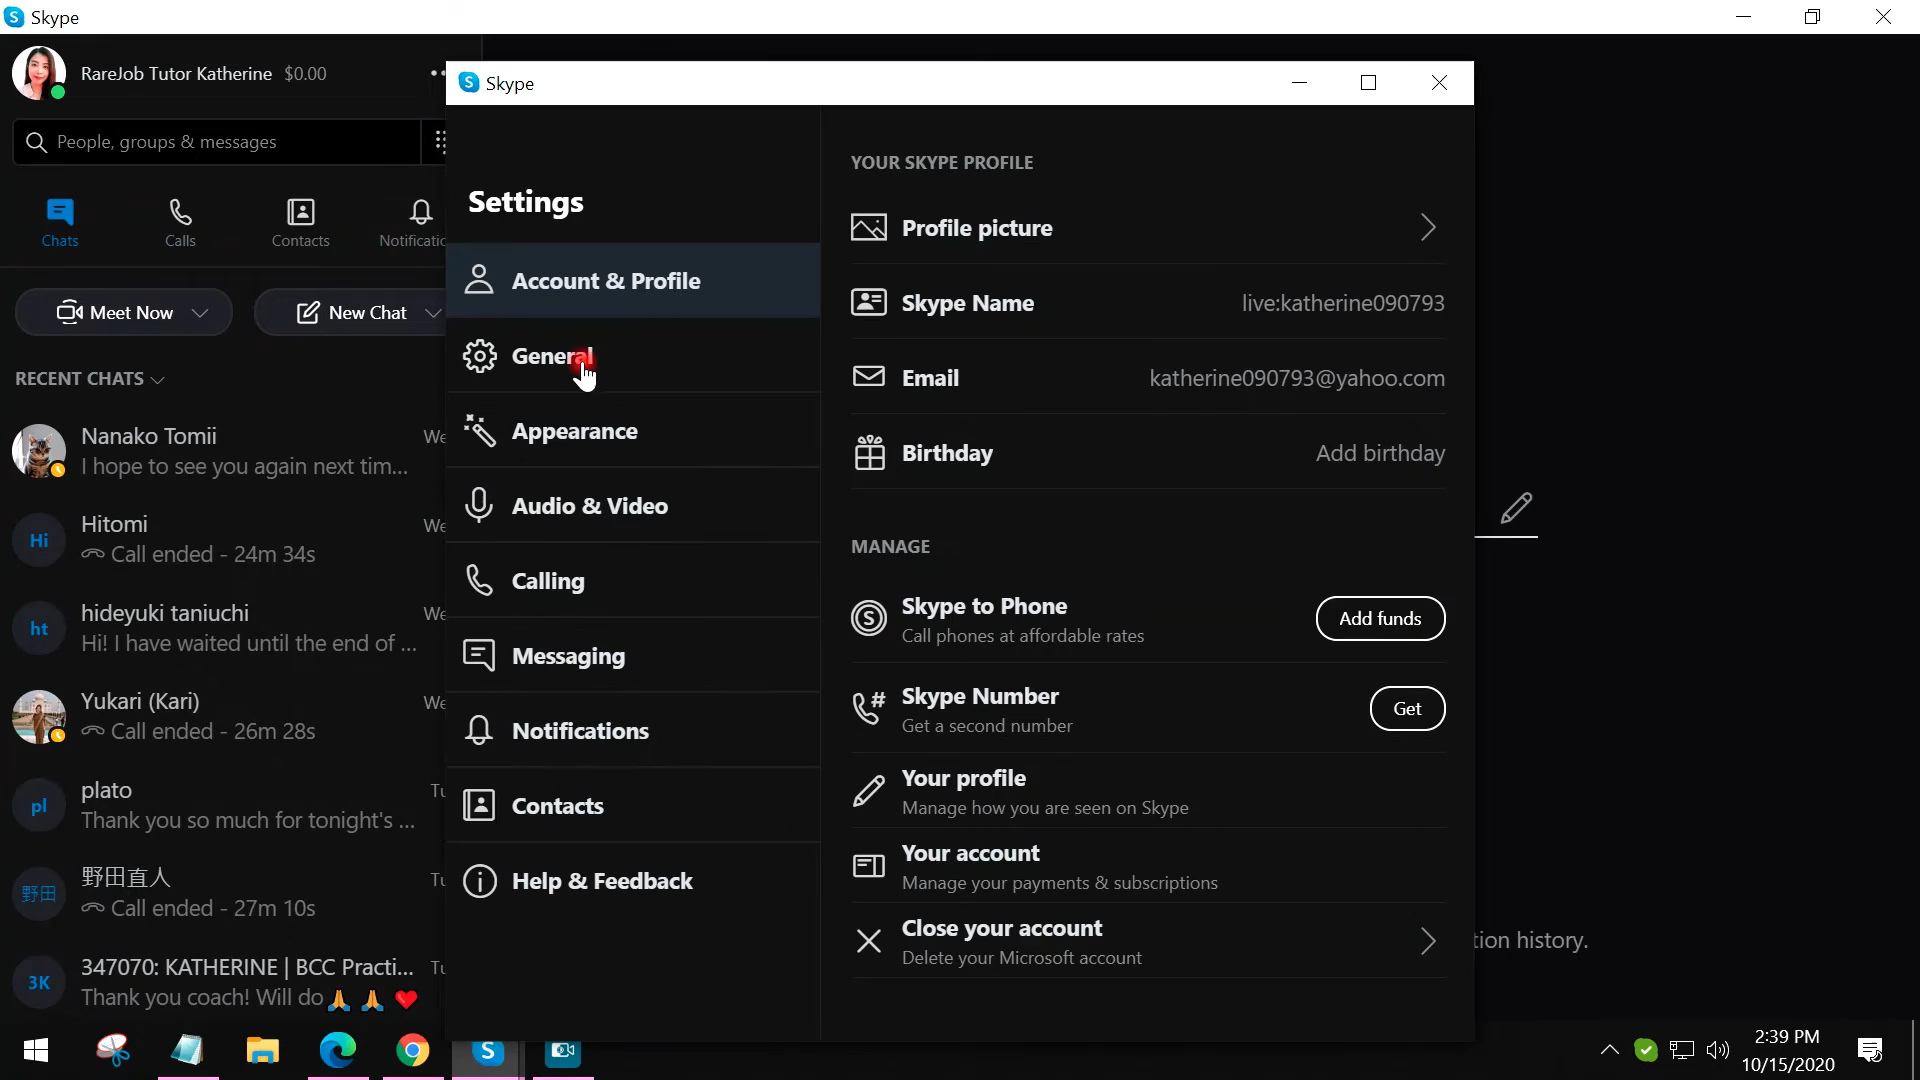 Skype
RareJob Tutor Katherine $0.00
People, groups & messages
Chats
Calls
Contacts
Notificatic
Meet Now
New Chat
RECENT CHATS
Nanako Tomii
We
I hope to see you again next tim...
Hi
Hitomi
We
Call ended - 24m 34s
ht
hideyuki taniuchi
We
Hi! I have waited until the end of ...
Yukari (Kari)
We
Call ended - 26m 28s
pl
plato
Tu
Thank you so much for tonight's ...
野田
野田直人
Tu
Call ended - 27m 10s
3K
347070: KATHERINE | BCC Practi...
Tu
Thank you coach! Will do🙏 🙏 ❤️
Skype
Settings
Account & Profile
General
Appearance
Audio & Video
Calling
Messaging
Notifications
Contacts
Help & Feedback
YOUR SKYPE PROFILE
Profile picture
Skype Name live:katherine090793
Email katherine090793@yahoo.com
Birthday Add birthday
MANAGE
Skype to Phone
Call phones at affordable rates
Add funds
Skype Number
Get a second number
Get
Your profile
Manage how you are seen on Skype
Your account
Manage your payments & subscriptions
Close your account
Delete your Microsoft account
tion history.
2:39 PM
10/15/2020